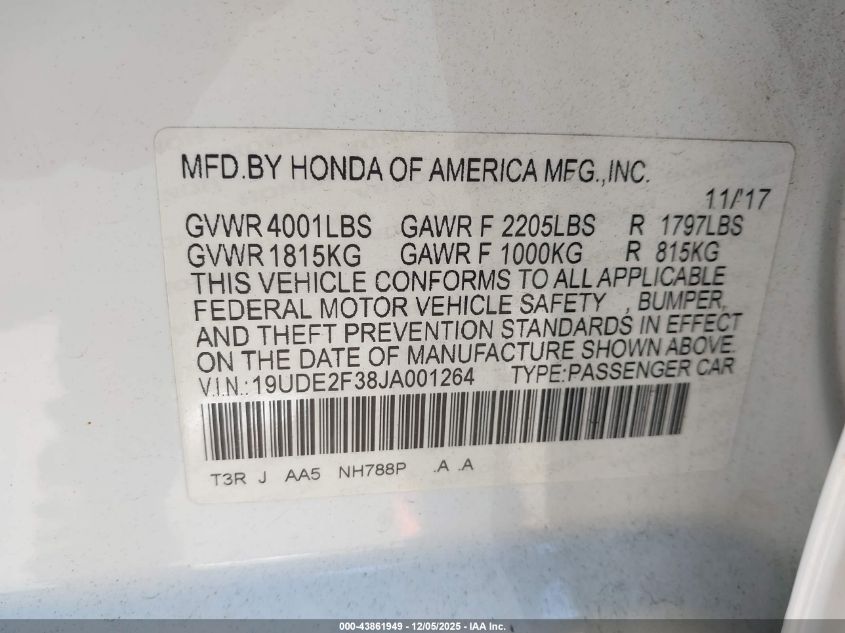 MFD.BY HONDA OF AMERICA MFG.,INC.
11/'17
GVWR 4001LBS GAWR F 2205LBS R 1797LBS
GVWR 1815KG GAWR F 1000KG R 815KG
THIS VEHICLE CONFORMS TO ALL APPLICABLE
FEDERAL MOTOR VEHICLE SAFETY , BUMPER,
AND THEFT PREVENTION STANDARDS IN EFFECT
ON THE DATE OF MANUFACTURE SHOWN ABOVE.
V.I.N.:19UDE2F38JA001264 TYPE:PASSENGER CAR
T3R J AA5 NH788P .A .A
000-43861949 - 12/05/2025 - IAA Inc.